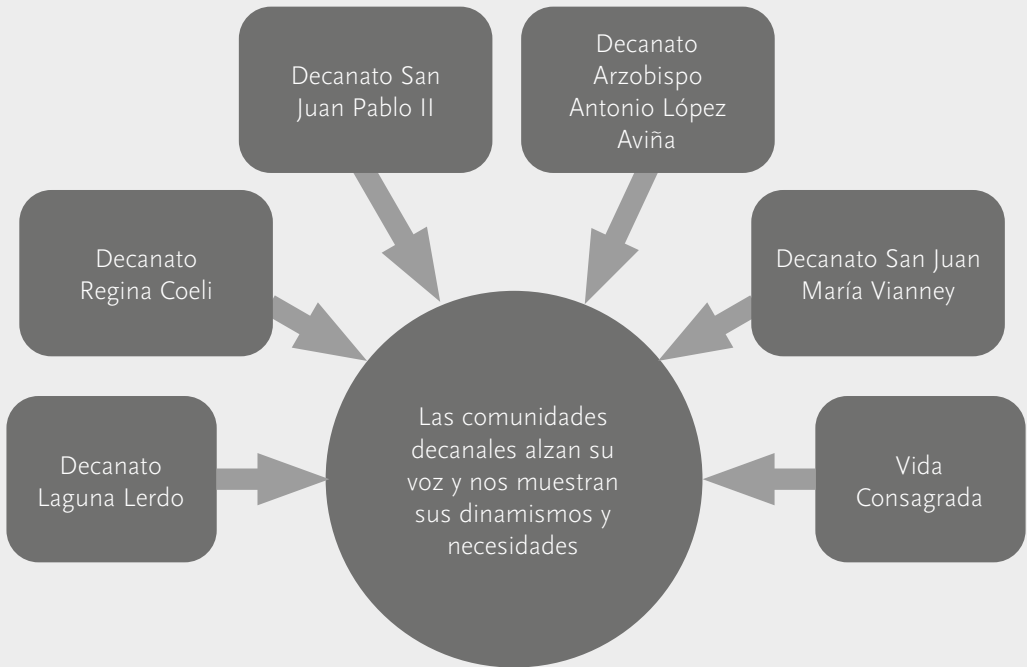 Decanato San
Juan Pablo II
Decanato
Arzobispo
Antonio López
Aviña
Decanato
Regina Coeli
Decanato San Juan
María Vianney
Decanato
Laguna Lerdo
Las comunidades
decanales alzan su
voz y nos muestran
sus dinamismos y
necesidades
Vida
Consagrada